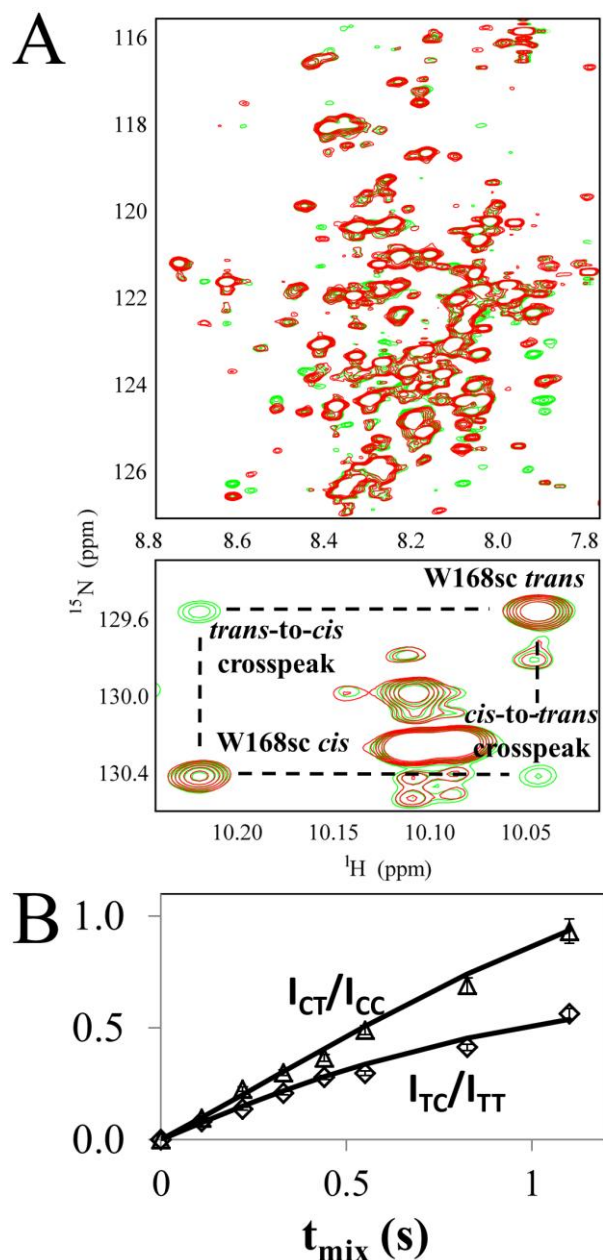 A
116
118
120
122
124
126
8.8 8.6 8.4 8.2 8.0 7.8
15N (ppm)
W168sc trans
129.6
trans-to-cis
crosspeak
130.0
cis-to-trans
W168sc cis
crosspeak
130.4
10.20 10.15 10.10 10.05
1H (ppm)
B
1.0
ICT/ICC
0.5
ITC/ITT
0.0
0 0.5 1
tmix (s)